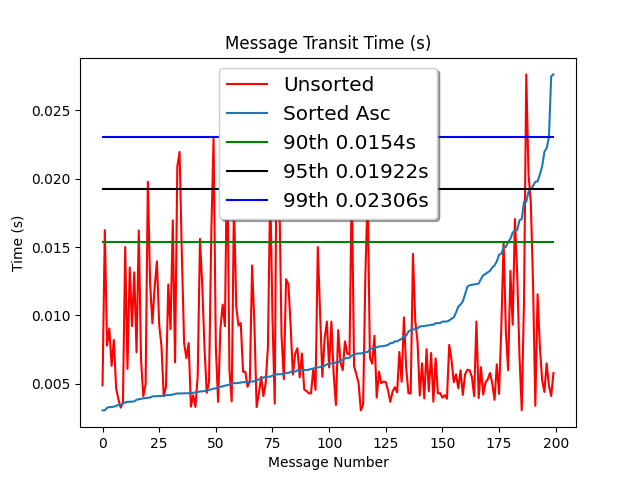 Message Transit Time (s)
Unsorted
Sorted Asc
90th 0.0154s
95th 0.01922s
99th 0.02306s
0.025
0.020
0.015
0.010
0.005
Time (s)
0 25 50 75 100 125 150 175 200
Message Number